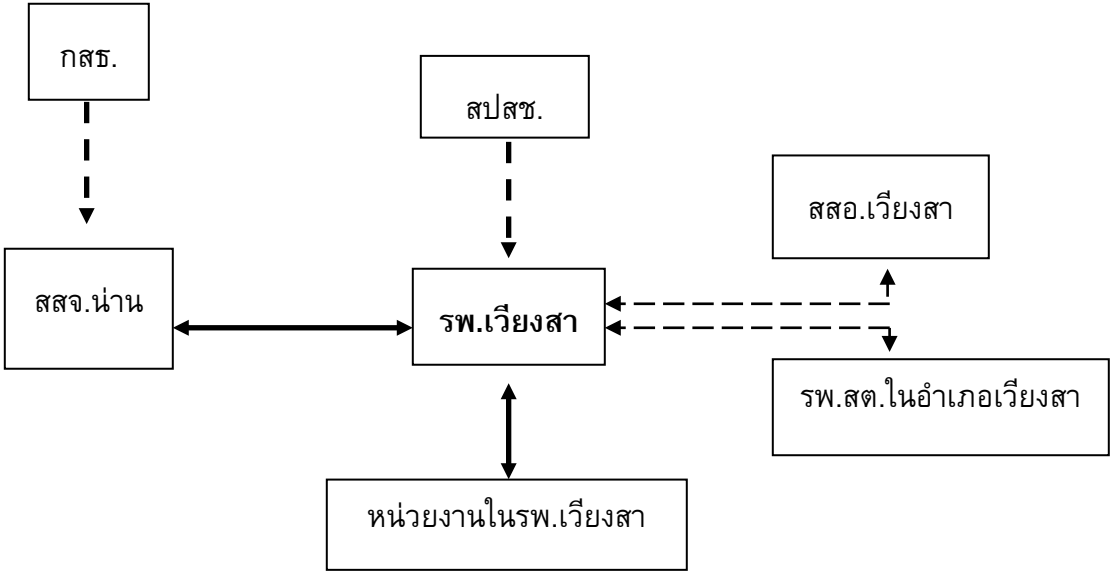 กสธ.
สปสช.
สสอ.เวียงสา
สสจ.น่าน
รพ.เวียงสา
รพ.สต.ในอำเภอเวียงสา
หน่วยงานในรพ.เวียงสา